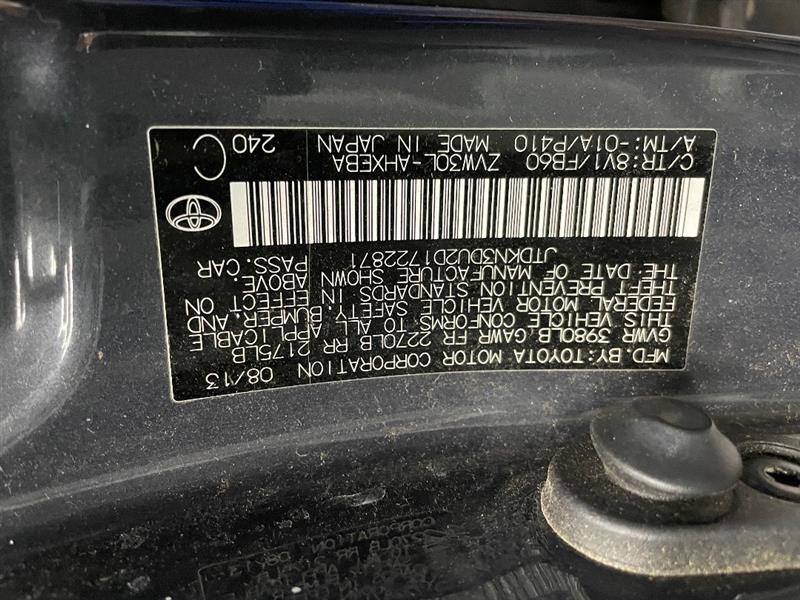 MFD. BY:TOYOTA MOTOR CORPORATION 08/13
GVWR 3980LB GAWR FR 2270LB RR 2175LB
THIS VEHICLE CONFORMS TO ALL APPLICABLE
FEDERAL MOTOR VEHICLE SAFETY, BUMPER, AND
THEFT PREVENTION STANDARDS IN EFFECT ON
THE DATE OF MANUFACTURE SHOWN ABOVE.
JTDKN3DU2D1722871 PASS. CAR
C/TR:8V1/FB60 ZVW30L-AHXEBA 240
A/TM:-01A/P410 MADE IN JAPAN C